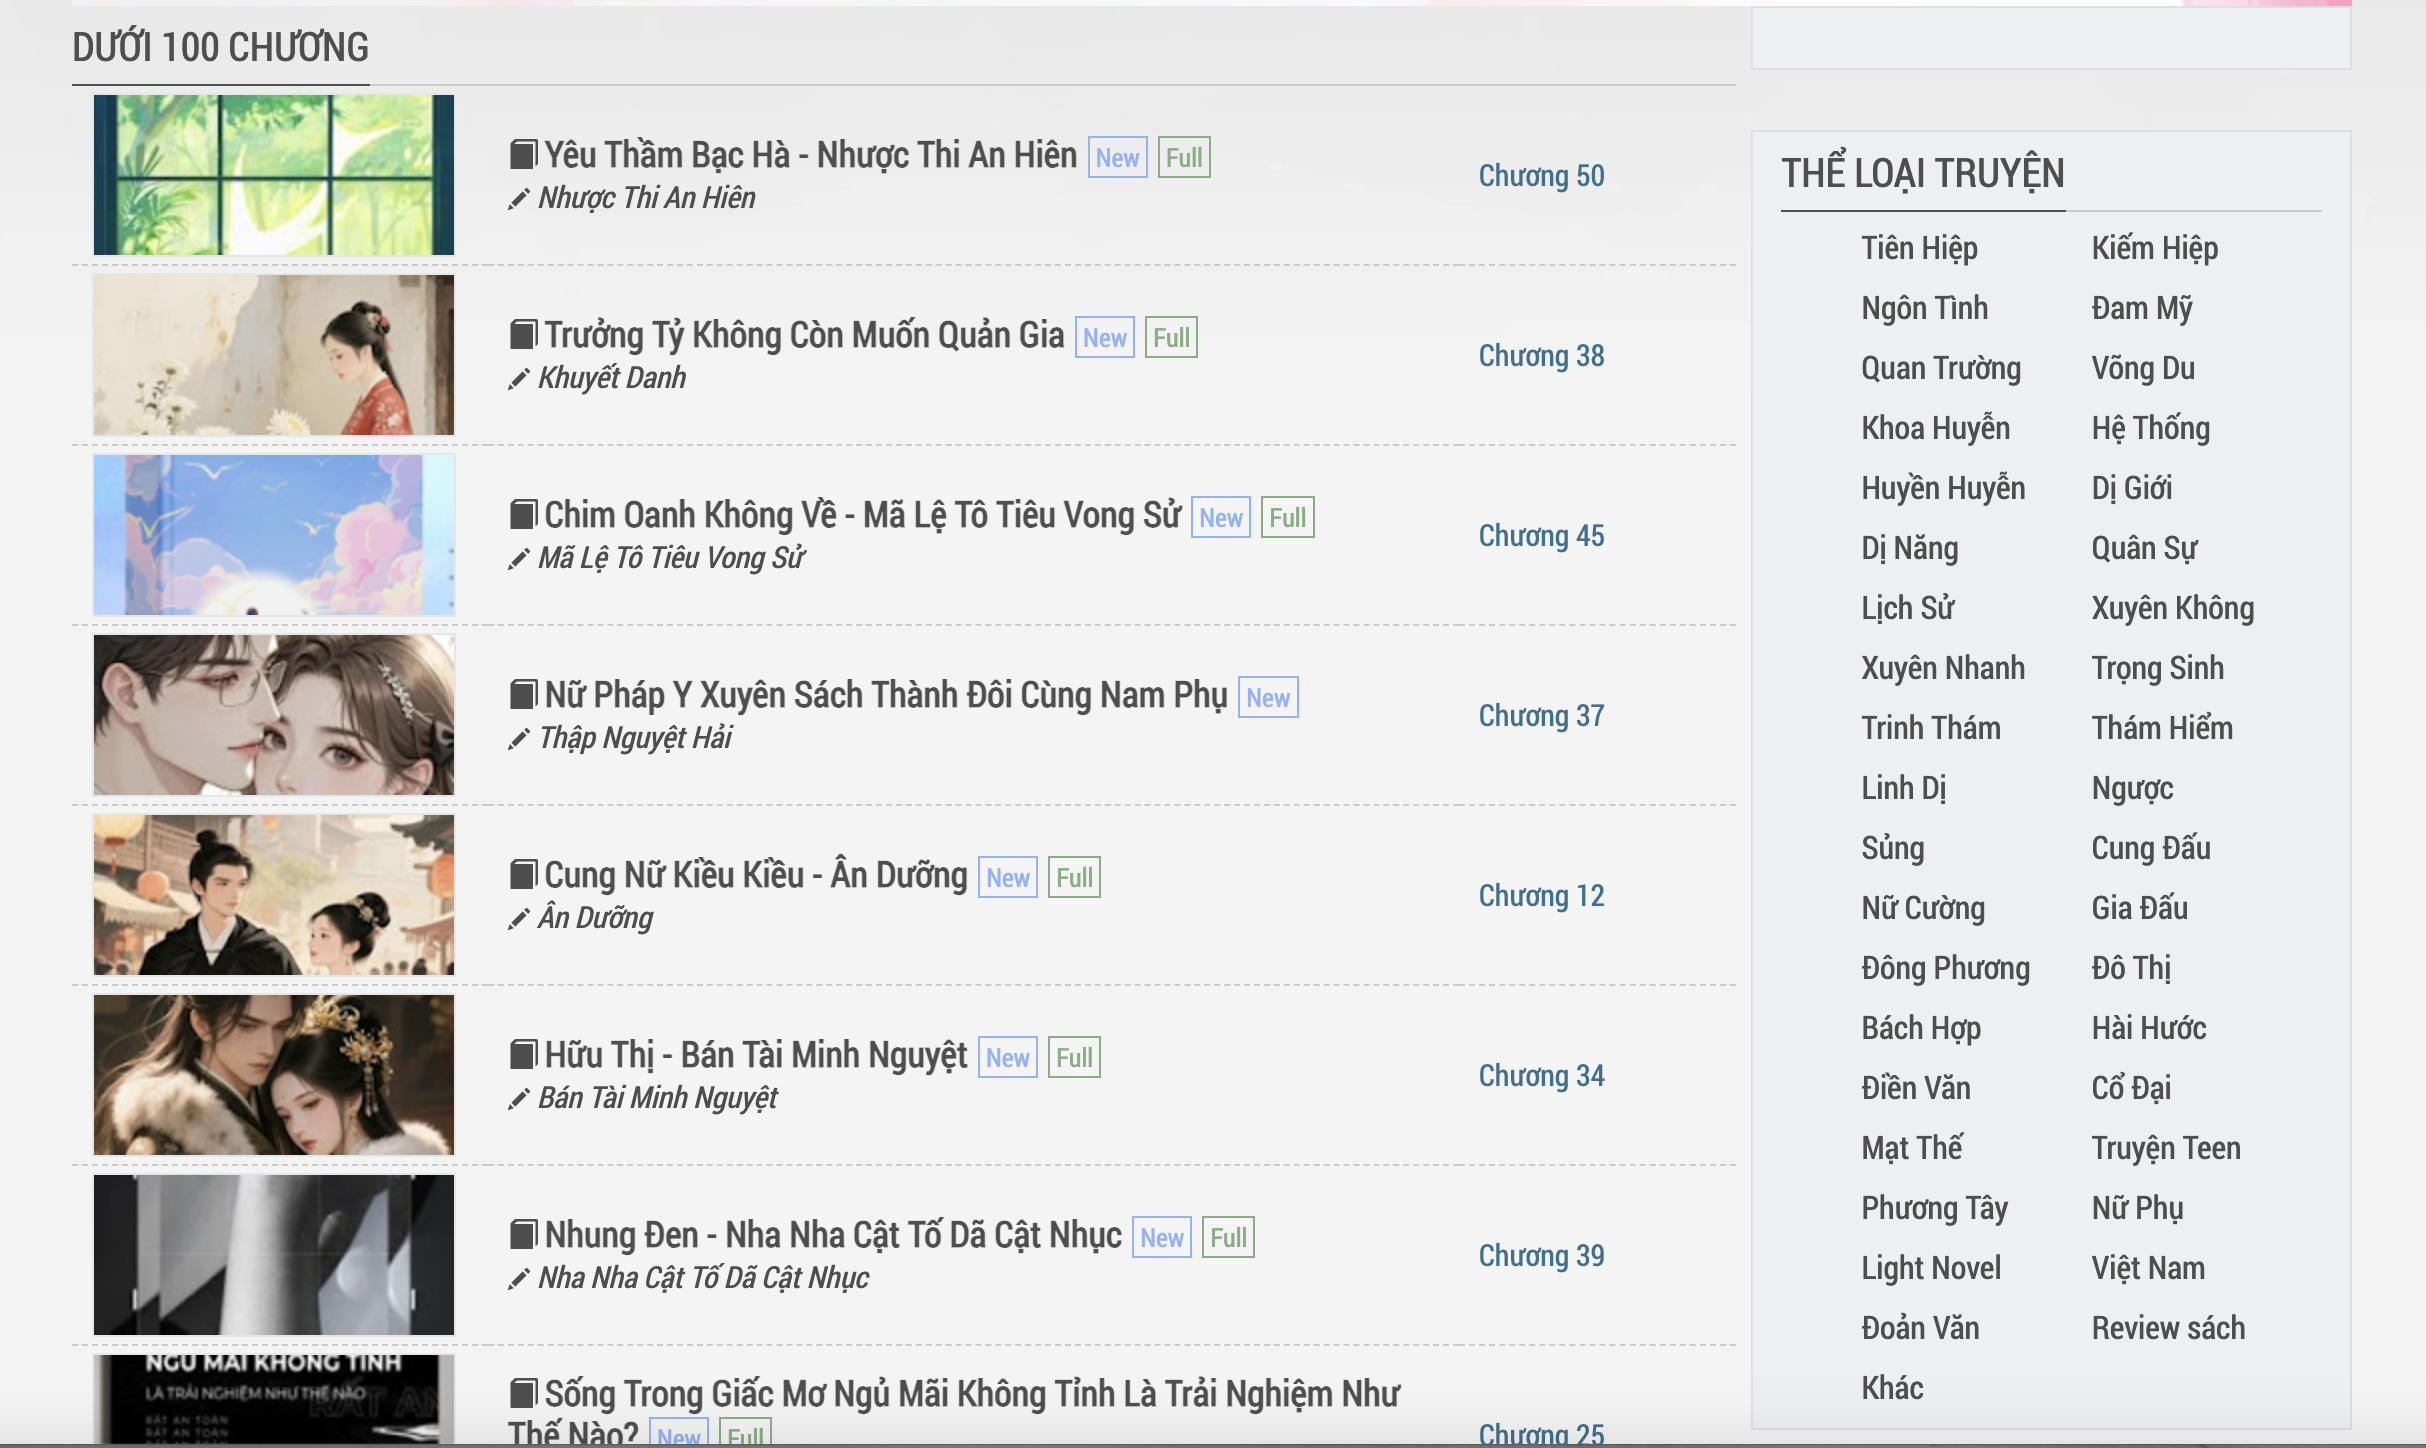 DƯỚI 100 CHƯƠNG
Yêu Thầm Bạc Hà - Nhược Thi An Hiên New Full
Nhược Thi An Hiên
Chương 50
Trưởng Tỷ Không Còn Muốn Quản Gia New Full
Khuyết Danh
Chương 38
Chim Oanh Không Về - Mã Lệ Tô Tiêu Vong Sử New Full
Mã Lệ Tô Tiêu Vong Sử
Chương 45
Nữ Pháp Y Xuyên Sách Thành Đôi Cùng Nam Phụ New
Thập Nguyệt Hải
Chương 37
Cung Nữ Kiều Kiều - Ân Dưỡng New Full
Ân Dưỡng
Chương 12
Hữu Thị - Bán Tài Minh Nguyệt New Full
Bán Tài Minh Nguyệt
Chương 34
Nhung Đen - Nha Nha Cật Tố Dã Cật Nhục New Full
Nha Nha Cật Tố Dã Cật Nhục
Chương 39
NGỦ MÃI KHÔNG TỈNH
LÀ TRẢI NGHIỆM NHƯ THẾ NÀO
RẤT AN
RẤT AN TOÀN
RẤT AN TOÀN
Sống Trong Giấc Mơ Ngủ Mãi Không Tỉnh Là Trải Nghiệm Như
Thế Nào? New Full
Chương 25
THỂ LOẠI TRUYỆN
Tiên Hiệp Kiếm Hiệp
Ngôn Tình Đam Mỹ
Quan Trường Võng Du
Khoa Huyễn Hệ Thống
Huyền Huyễn Dị Giới
Dị Năng Quân Sự
Lịch Sử Xuyên Không
Xuyên Nhanh Trọng Sinh
Trinh Thám Thám Hiểm
Linh Dị Ngược
Sủng Cung Đấu
Nữ Cường Gia Đấu
Đông Phương Đô Thị
Bách Hợp Hài Hước
Điền Văn Cổ Đại
Mạt Thế Truyện Teen
Phương Tây Nữ Phụ
Light Novel Việt Nam
Đoản Văn Review sách
Khác